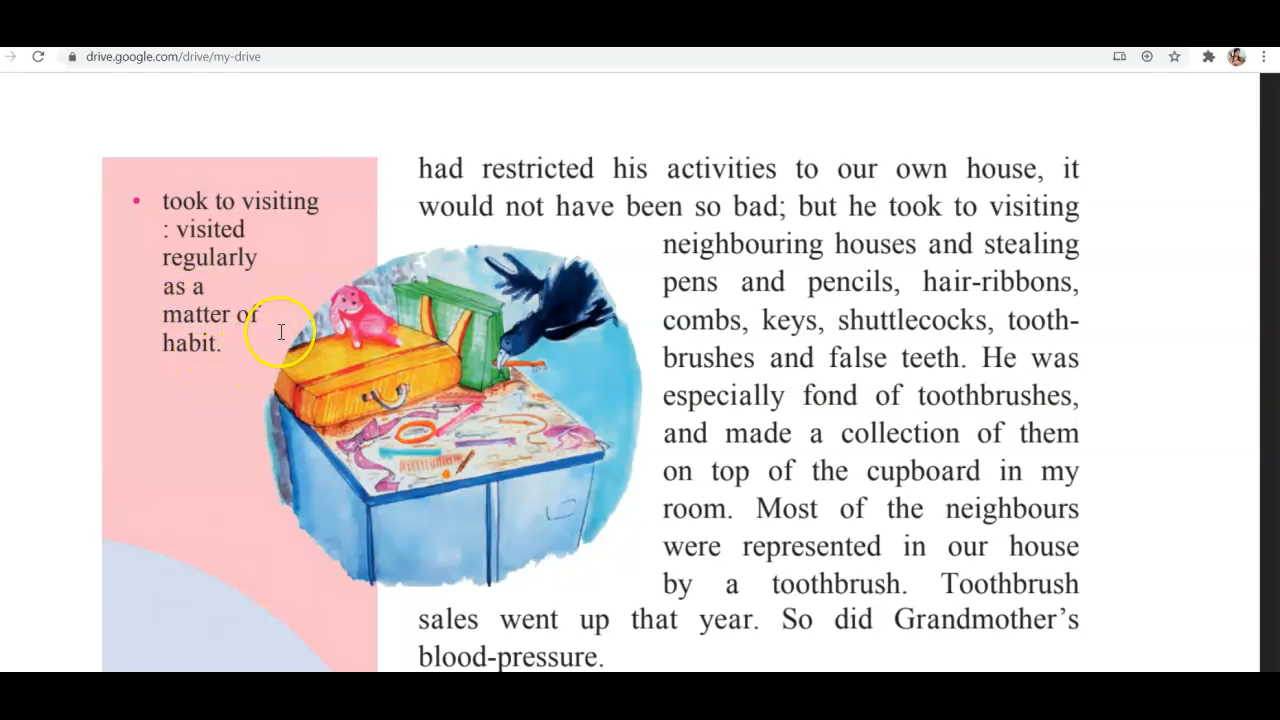 drive.google.com/drive/my-drive
• took to visiting
: visited
regularly
as a
matter of
habit.
had restricted his activities to our own house, it
would not have been so bad; but he took to visiting
neighbouring houses and stealing
pens and pencils, hair-ribbons,
combs, keys, shuttlecocks, tooth-
brushes and false teeth. He was
especially fond of toothbrushes,
and made a collection of them
on top of the cupboard in my
room. Most of the neighbours
were represented in our house
by a toothbrush. Toothbrush
sales went up that year. So did Grandmother’s
blood-pressure.